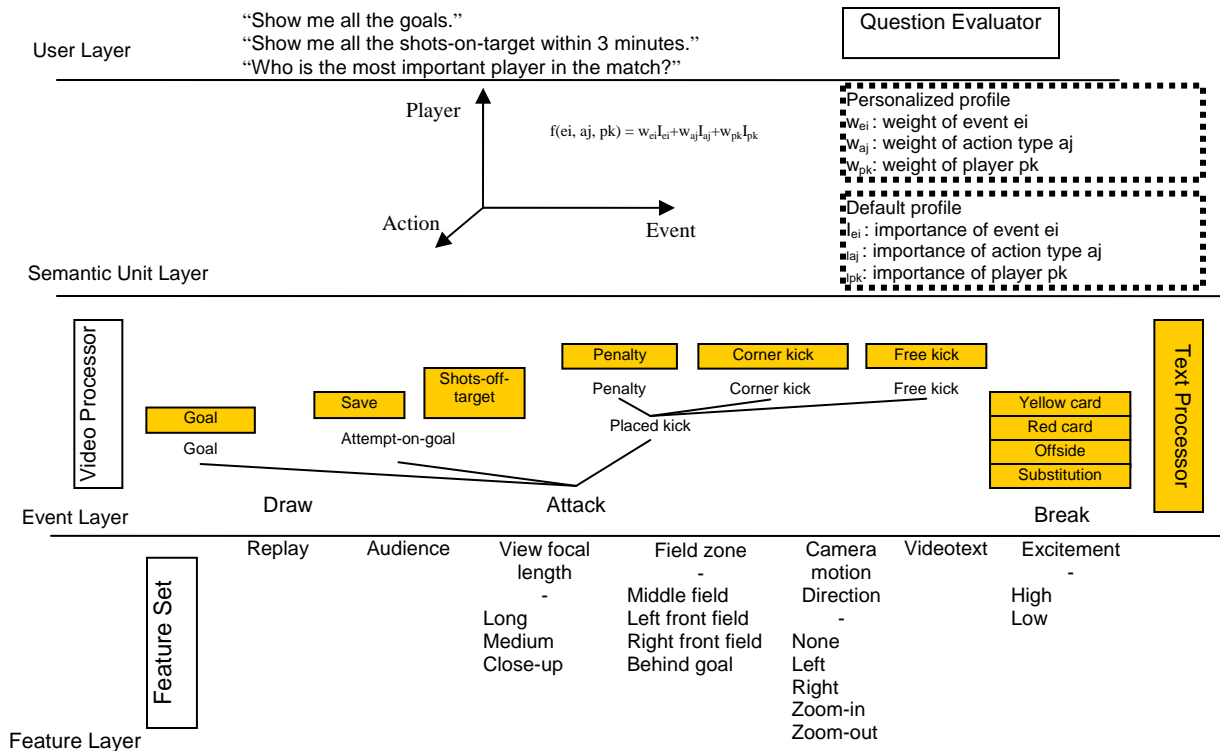 “Show me all the goals.”
“Show me all the shots-on-target within 3 minutes.”
“Who is the most important player in the match?”
User Layer
Question Evaluator
Player
f(ei, aj, pk) = weiIei+wajIaj+wpkIpk
Action
Event
Personalized profile
wei : weight of event ei
waj : weight of action type aj
wpk: weight of player pk
Default profile
Iei : importance of event ei
Iaj : importance of action type aj
Ipk: importance of player pk
Semantic Unit Layer
Video Processor
Goal
Goal
Save
Shots-off-
target
Attempt-on-goal
Penalty
Corner kick
Free kick
Penalty
Corner kick
Free kick
Placed kick
Yellow card
Red card
Offside
Substitution
Text Processor
Draw
Attack
Break
Event Layer
Feature Set
Replay
Audience
View focal
length
-
Long
Medium
Close-up
Field zone
-
Middle field
Left front field
Right front field
Behind goal
Camera
motion
Direction
-
None
Left
Right
Zoom-in
Zoom-out
Videotext
Excitement
-
High
Low
Feature Layer